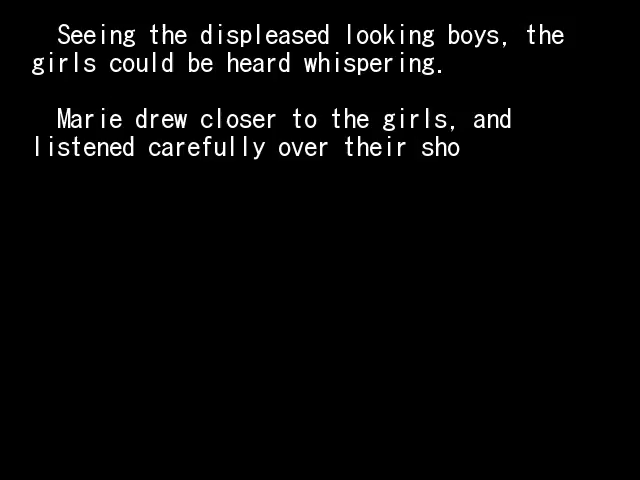 Seeing the displeased looking boys, the
girls could be heard whispering.
Marie drew closer to the girls, and
listened carefully over their sho